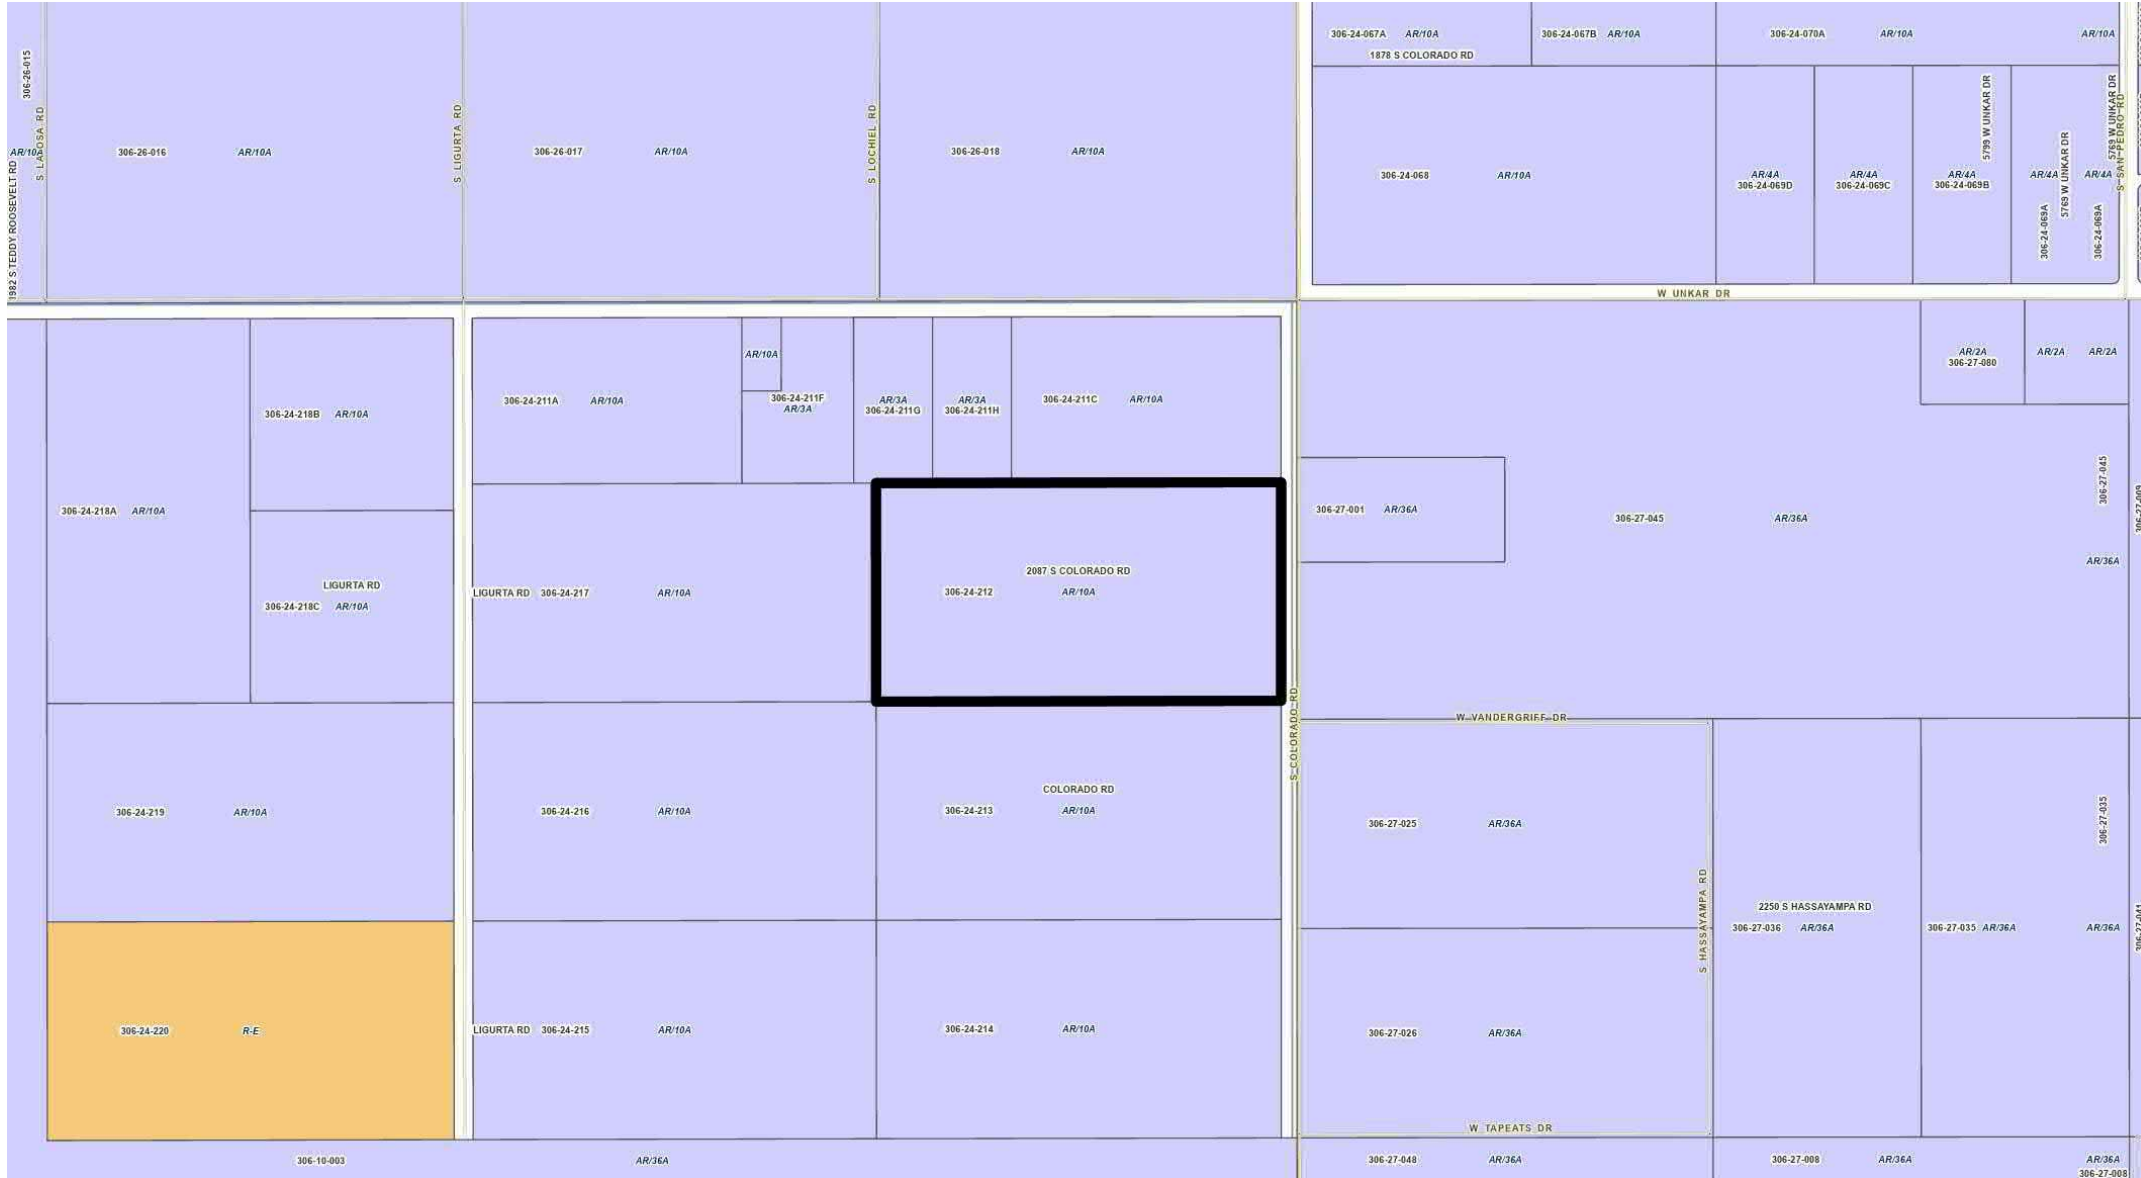 306-24-067A AR/10A
306-24-067B AR/10A
306-24-070A AR/10A
AR/10A
1878 S COLORADO RD
306-26-015
AR/10A
1982 S TEDDY ROOSEVELT RD
306-26-016 AR/10A
S LIGURTA RD
306-26-017 AR/10A
S LOCHIEL RD
306-26-018 AR/10A
306-24-068 AR/10A
AR/4A
306-24-069D
AR/4A
306-24-069C
AR/4A
306-24-069B
5799 W UNKAR DR
AR/4A
306-24-069A
5769 W UNKAR DR
AR/4A
306-24-069A
5769 W UNKAR DR
S SAN PEDRO RD
W UNKAR DR
306-24-218B AR/10A
306-24-218A AR/10A
LIGURTA RD
306-24-218C AR/10A
306-24-211A AR/10A
AR/10A
306-24-211F
AR/3A
AR/3A
306-24-211G
AR/3A
306-24-211H
306-24-211C AR/10A
AR/2A
306-27-080
AR/2A
AR/2A
306-27-001 AR/36A
306-27-045 AR/36A
306-27-045
AR/36A
306-27-009
LIGURTA RD 306-24-217 AR/10A
2087 S COLORADO RD
306-24-212 AR/10A
S COLORADO RD
W VANDERGRIFF DR
306-24-219 AR/10A
306-24-216 AR/10A
COLORADO RD
306-24-213 AR/10A
306-27-025 AR/36A
S HASSAYAMPA RD
2250 S HASSAYAMPA RD
306-27-036 AR/36A
306-27-035 AR/36A
306-27-035
AR/36A
306-27-041
306-24-220 R-E
LIGURTA RD 306-24-215 AR/10A
306-24-214 AR/10A
306-27-026 AR/36A
W TAPEATS DR
306-10-003 AR/36A
306-27-048 AR/36A
306-27-008 AR/36A
AR/36A
306-27-008